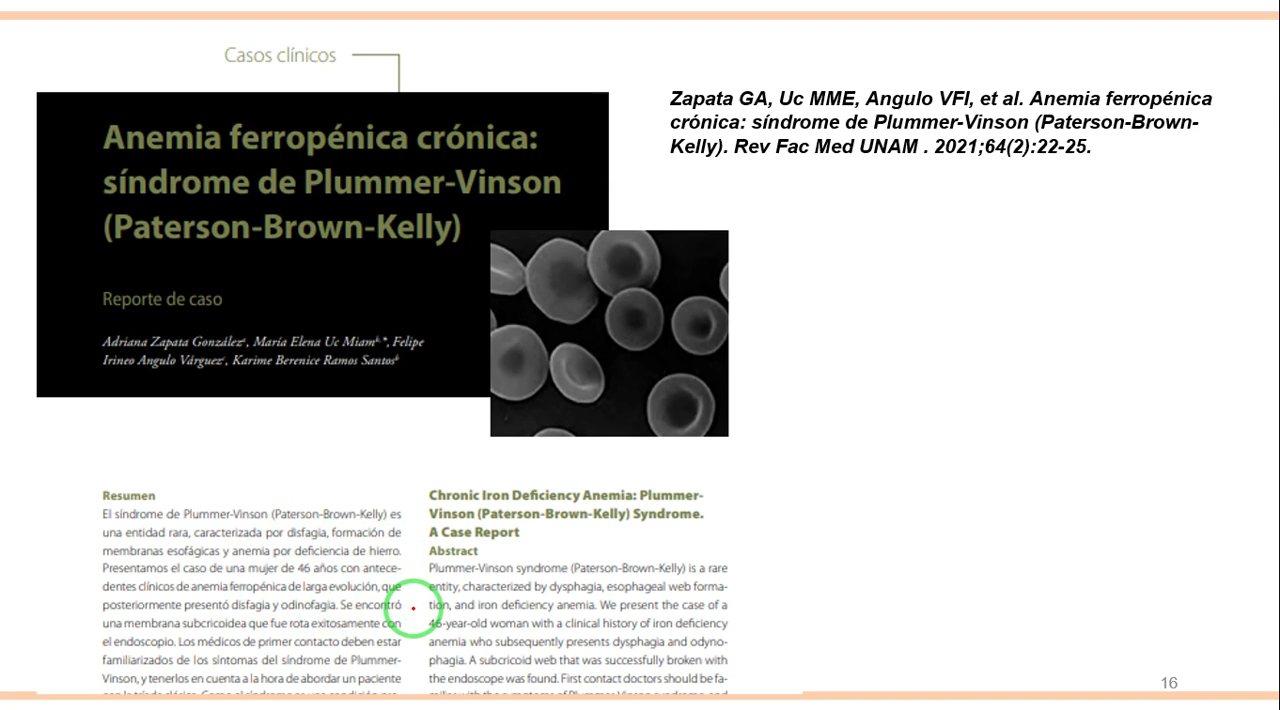 Casos clínicos
Anemia ferropénica crónica:
síndrome de Plummer-Vinson
(Paterson-Brown-Kelly)
Reporte de caso
Adriana Zapata González, María Elena Uc Miam*, Felipe
Irineo Angulo Várguez, Karime Berenice Ramos Santos
Zapata GA, Uc MME, Angulo VFI, et al. Anemia ferropénica
crónica: síndrome de Plummer-Vinson (Paterson-Brown-
Kelly). Rev Fac Med UNAM . 2021;64(2):22-25.
Resumen
El síndrome de Plummer-Vinson (Paterson-Brown-Kelly) es
una entidad rara, caracterizada por disfagia, formación de
membranas esofágicas y anemia por deficiencia de hierro.
Presentamos el caso de una mujer de 46 años con antece-
dentes clínicos de anemia ferropénica de larga evolución, que
posteriormente presentó disfagia y odinofagia. Se encontró
una membrana subcricoidea que fue rota exitosamente con
el endoscopio. Los médicos de primer contacto deben estar
familiarizados de los síntomas del síndrome de Plummer-
Vinson, y tenerlos en cuenta a la hora de abordar un paciente
Chronic Iron Deficiency Anemia: Plummer-
Vinson (Paterson-Brown-Kelly) Syndrome.
A Case Report
Abstract
Plummer-Vinson syndrome (Paterson-Brown-Kelly) is a rare
entity, characterized by dysphagia, esophageal web forma-
tion, and iron deficiency anemia. We present the case of a
46-year-old woman with a clinical history of iron deficiency
anemia who subsequently presents dysphagia and odyno-
phagia. A subcricoid web that was successfully broken with
the endoscope was found. First contact doctors should be fa-
16